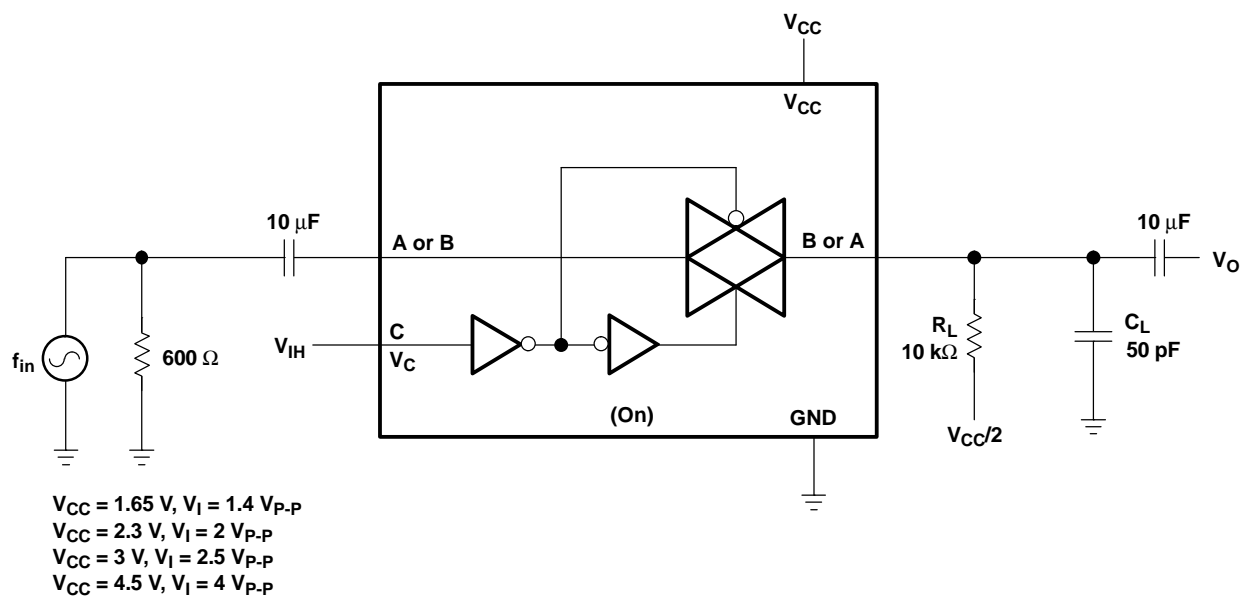 VCC
VCC
10 μF
A or B
B or A
10 μF
VO
fin
600 Ω
VIH
C
VC
RL
10 kΩ
CL
50 pF
(On)
GND
VCC/2
VCC = 1.65 V, VI = 1.4 VP-P
VCC = 2.3 V, VI = 2 VP-P
VCC = 3 V, VI = 2.5 VP-P
VCC = 4.5 V, VI = 4 VP-P